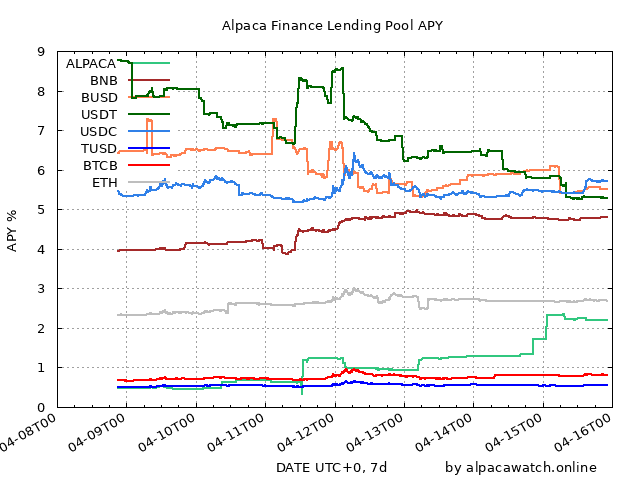 Alpaca Finance Lending Pool APY
9
8
7
6
5
4
3
2
1
0
APY %
ALPACA
BNB
BUSD
USDT
USDC
TUSD
BTCB
ETH
04-08T00
04-09T00
04-10T00
04-11T00
04-12T00
04-13T00
04-14T00
04-15T00
04-16T00
DATE UTC+0, 7d
by alpacawatch.online